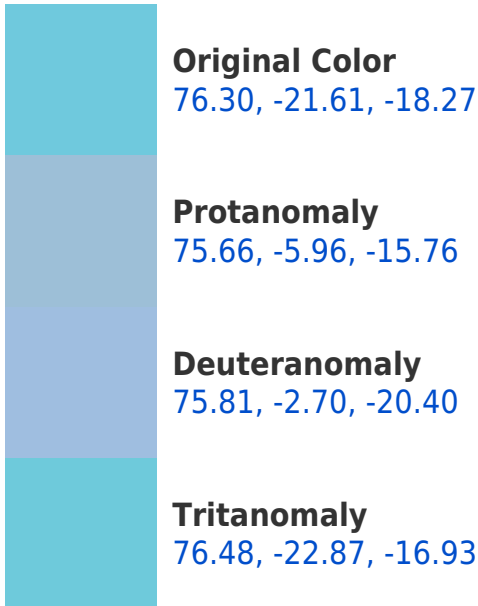 Original Color
76.30, -21.61, -18.27
Protanomaly
75.66, -5.96, -15.76
Deuteranomaly
75.81, -2.70, -20.40
Tritanomaly
76.48, -22.87, -16.93